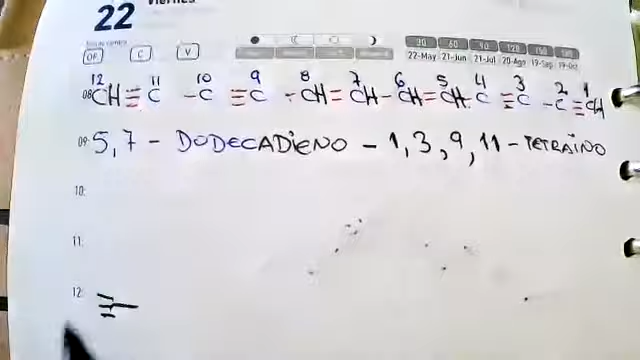 Viernes
22
30 60 90 120 150 180
OF C V
22-May 21-Jun 21-Jul 20-Ago 19-Sep 19-Oct
12 11 10 9 8 7 6 5 4 3 2 1
08: CH ≡ C - C ≡ C - CH = CH - CH = CH - C ≡ C - C ≡ CH
09: 5,7 - DODECADIENO - 1,3,9,11 - TETRAINO
10:
11:
12: